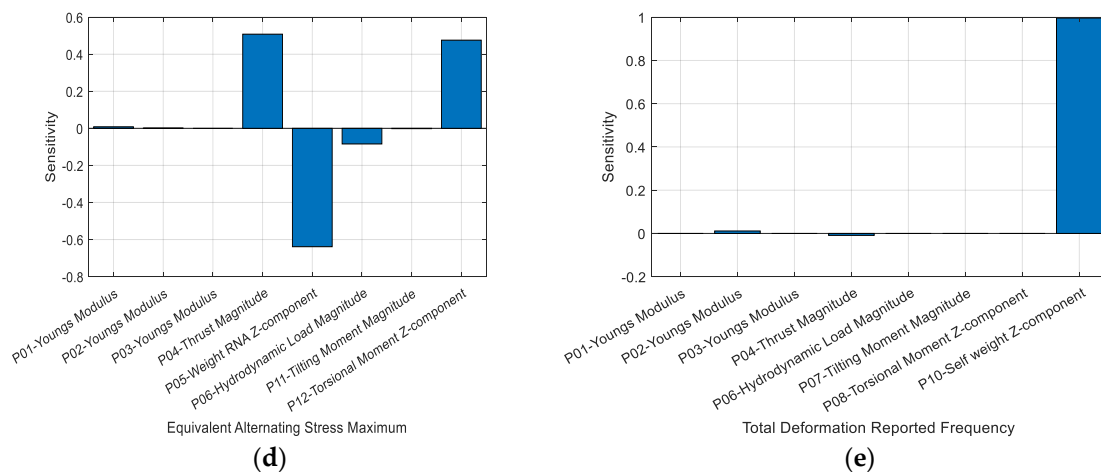 0.6
0.4
0.2
0
-0.2
-0.4
-0.6
-0.8
Sensitivity
P01-Youngs Modulus
P02-Youngs Modulus
P03-Youngs Modulus
P04-Thrust Magnitude
P05-Weight RNA Z-component
P06-Hydrodynamic Load Magnitude
P11-Tilting Moment Magnitude
P12-Torsional Moment Z-component
Equivalent Alternating Stress Maximum
(d)
1
0.8
0.6
0.4
0.2
0
-0.2
Sensitivity
P01-Youngs Modulus
P02-Youngs Modulus
P03-Youngs Modulus
P04-Thrust Magnitude
P06-Hydrodynamic Load Magnitude
P07-Tilting Moment Magnitude
P08-Torsional Moment Z-component
P10-Self weight Z-component
Total Deformation Reported Frequency
(e)